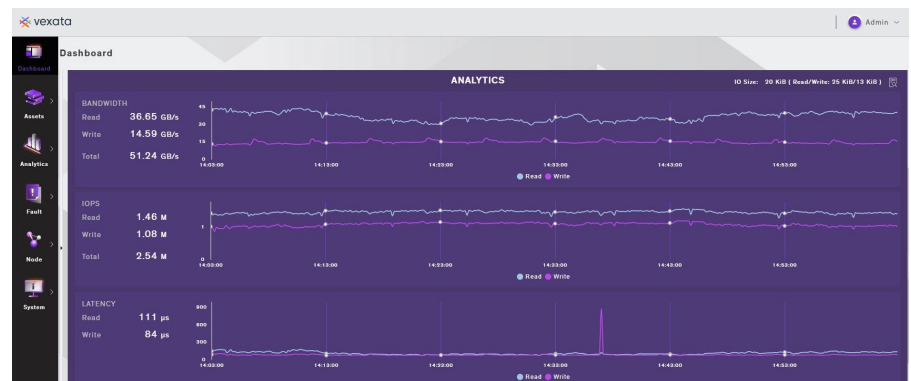 vexata
Admin
Dashboard
Dashboard
Assets
Analytics
Fault
Node
System
ANALYTICS
IO Size: 20 KiB ( Read/Write: 25 KiB/13 KiB )
BANDWIDTH
Read 36.65 GB/s
Write 14.59 GB/s
Total 51.24 GB/s
45
30
15
0
14:03:00 14:13:00 14:23:00 14:33:00 14:43:00 14:53:00
Read Write
IOPS
Read 1.46 M
Write 1.08 M
Total 2.54 M
1
0
14:03:00 14:13:00 14:23:00 14:33:00 14:43:00 14:53:00
Read Write
LATENCY
Read 111 µs
Write 84 µs
900
600
300
0
14:03:00 14:13:00 14:23:00 14:33:00 14:43:00 14:53:00
Read Write